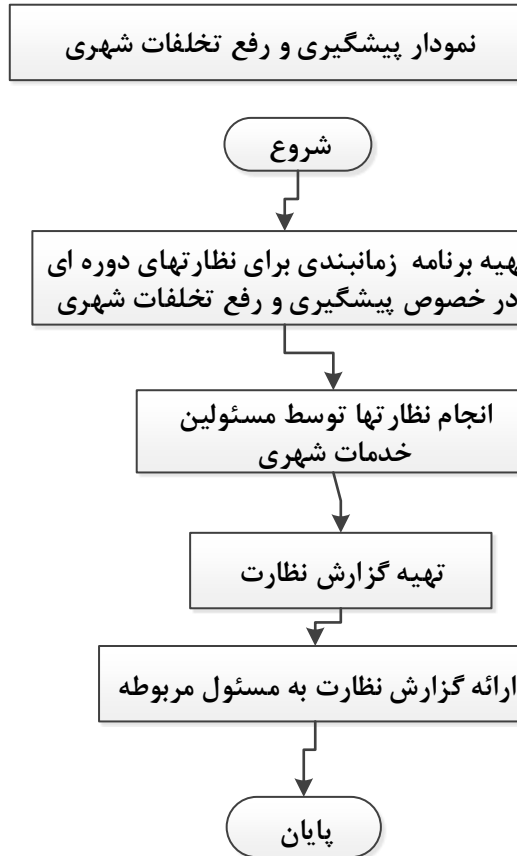 نمودار پیشگیری و رفع تخلفات شهری
شروع
هیه برنامه زمانبندی برای نظارتهای دوره ای
در خصوص پیشگیری و رفع تخلفات شهری
انجام نظارتها توسط مسئولین
خدمات شهری
تهیه گزارش نظارت
ارائه گزارش نظارت به مسئول مربوطه
پایان